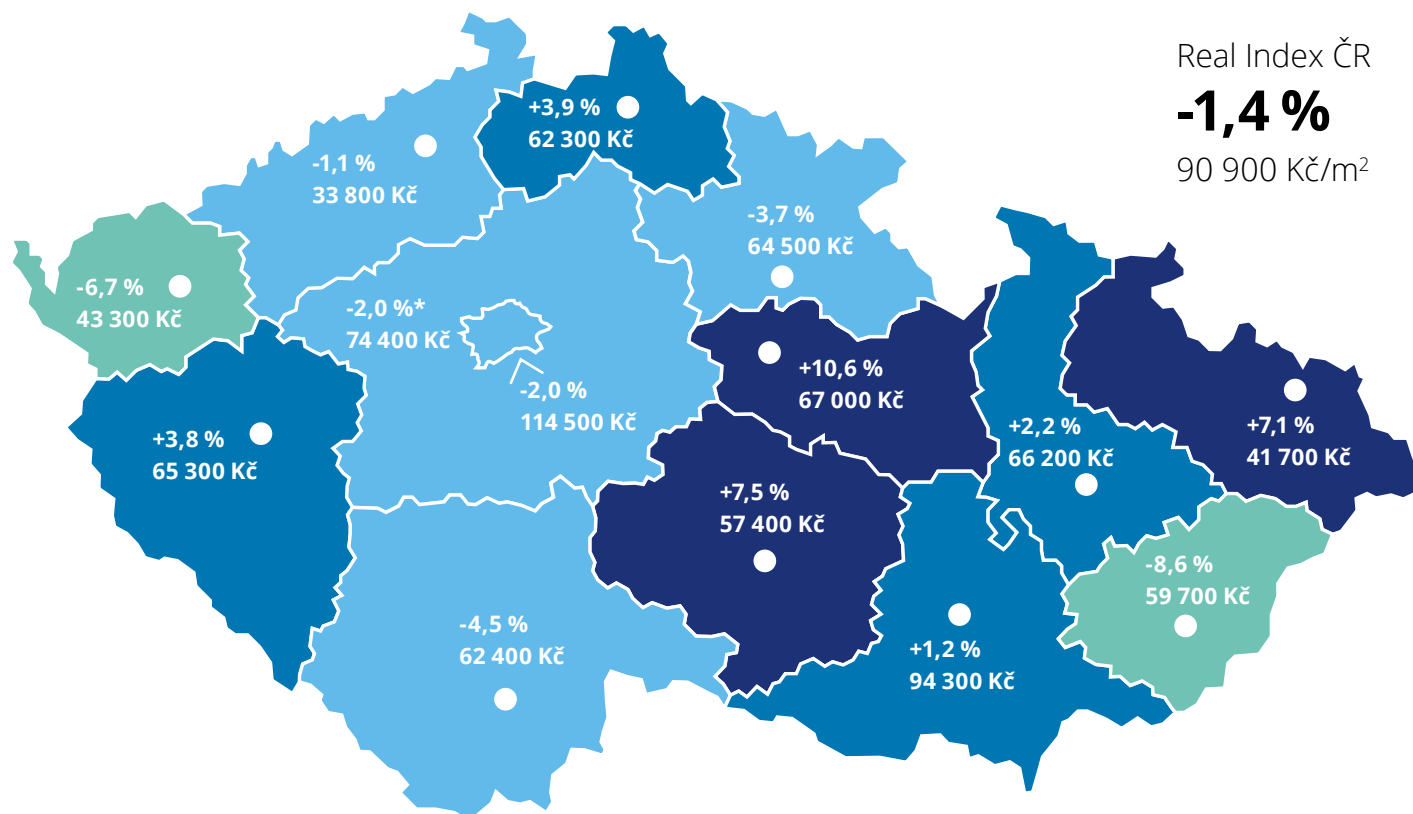 Real Index ČR
-1,4 %
90 900 Kč/m²
+3,9 %
62 300 Kč
-1,1 %
33 800 Kč
-3,7 %
64 500 Kč
-6,7 %
43 300 Kč
-2,0 %*
74 400 Kč
-2,0 %
114 500 Kč
+10,6 %
67 000 Kč
+3,8 %
65 300 Kč
+2,2 %
66 200 Kč
+7,1 %
41 700 Kč
+7,5 %
57 400 Kč
-8,6 %
59 700 Kč
-4,5 %
62 400 Kč
+1,2 %
94 300 Kč